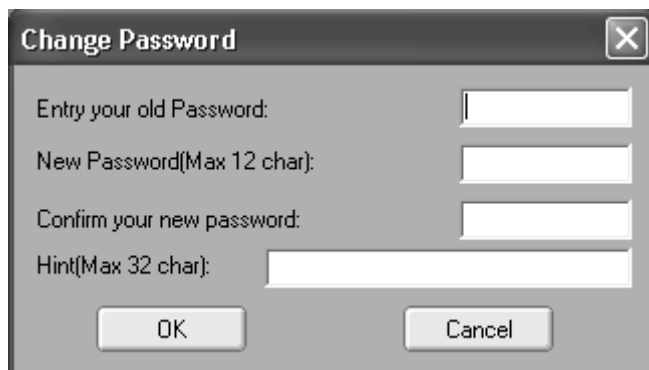 Change Password
Entry your old Password:
New Password(Max 12 char):
Confirm your new password:
Hint(Max 32 char):
OK Cancel